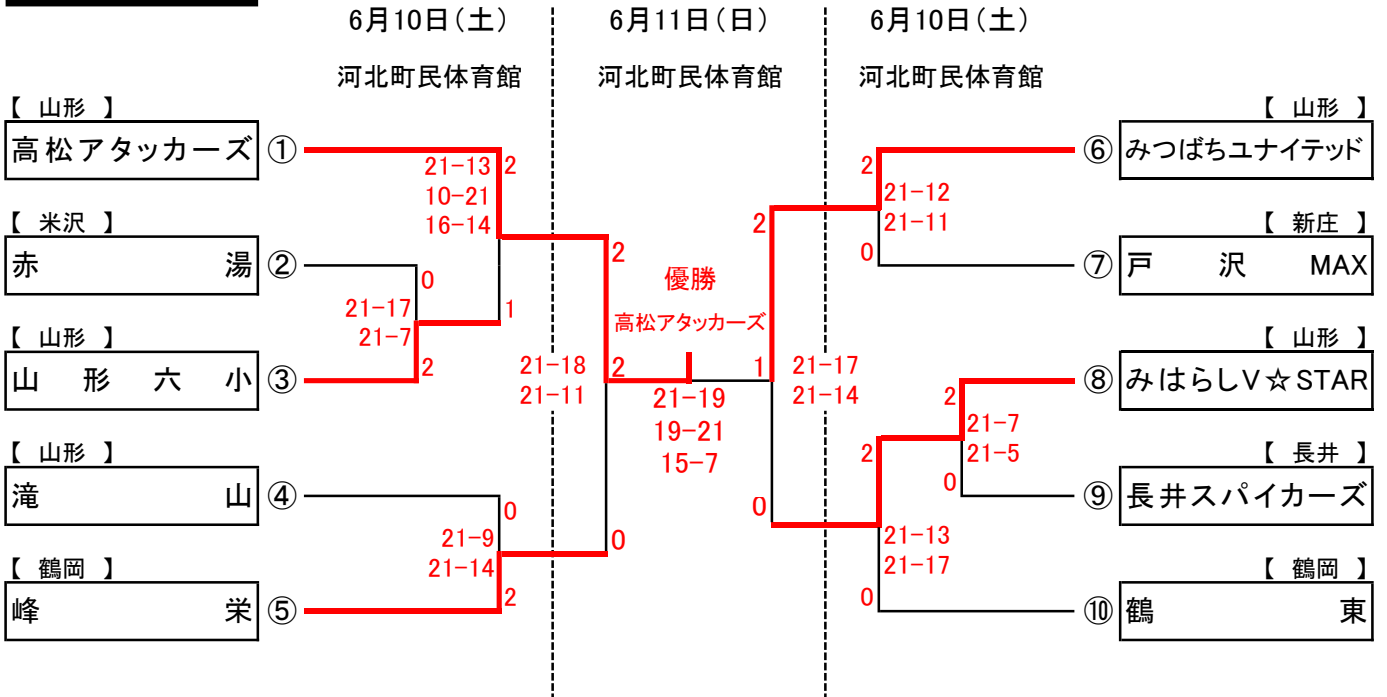 6月10日(土)
6月11日(日)
6月10日(土)
河北町民体育館
河北町民体育館
河北町民体育館
【 山形 】
高松アタッカーズ ①
【 米沢 】
赤湯 ②
【 山形 】
山形六小 ③
【 山形 】
滝山 ④
【 鶴岡 】
峰栄 ⑤
21-13
10-21
16-14
2
0
21-17
21-7
2
1
0
21-9
21-14
2
2
21-18
21-11
0
優勝
高松アタッカーズ
2
21-19
19-21
15-7
1
2
21-17
21-14
0
2
21-12
21-11
0
2
21-7
21-5
0
2
21-13
21-17
0
【 山形 】
⑥ みつばちユナイテッド
【 新庄 】
⑦ 戸沢MAX
【 山形 】
⑧ みはらしV☆STAR
【 長井 】
⑨ 長井スパイカーズ
【 鶴岡 】
⑩ 鶴東